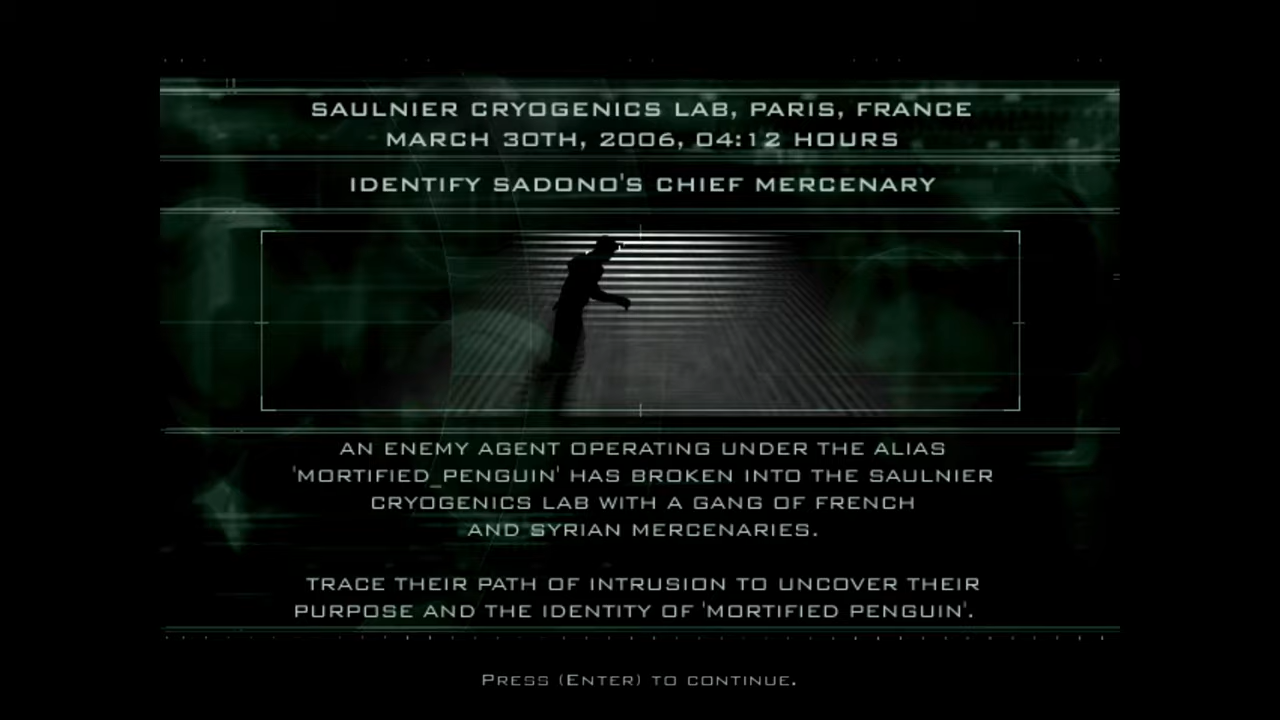 SAULNIER CRYOGENICS LAB, PARIS, FRANCE
MARCH 30TH, 2006, 04:12 HOURS
IDENTIFY SADONO'S CHIEF MERCENARY
AN ENEMY AGENT OPERATING UNDER THE ALIAS
'MORTIFIED_PENGUIN' HAS BROKEN INTO THE SAULNIER
CRYOGENICS LAB WITH A GANG OF FRENCH
AND SYRIAN MERCENARIES.
TRACE THEIR PATH OF INTRUSION TO UNCOVER THEIR
PURPOSE AND THE IDENTITY OF 'MORTIFIED PENGUIN'.
PRESS (ENTER) TO CONTINUE.